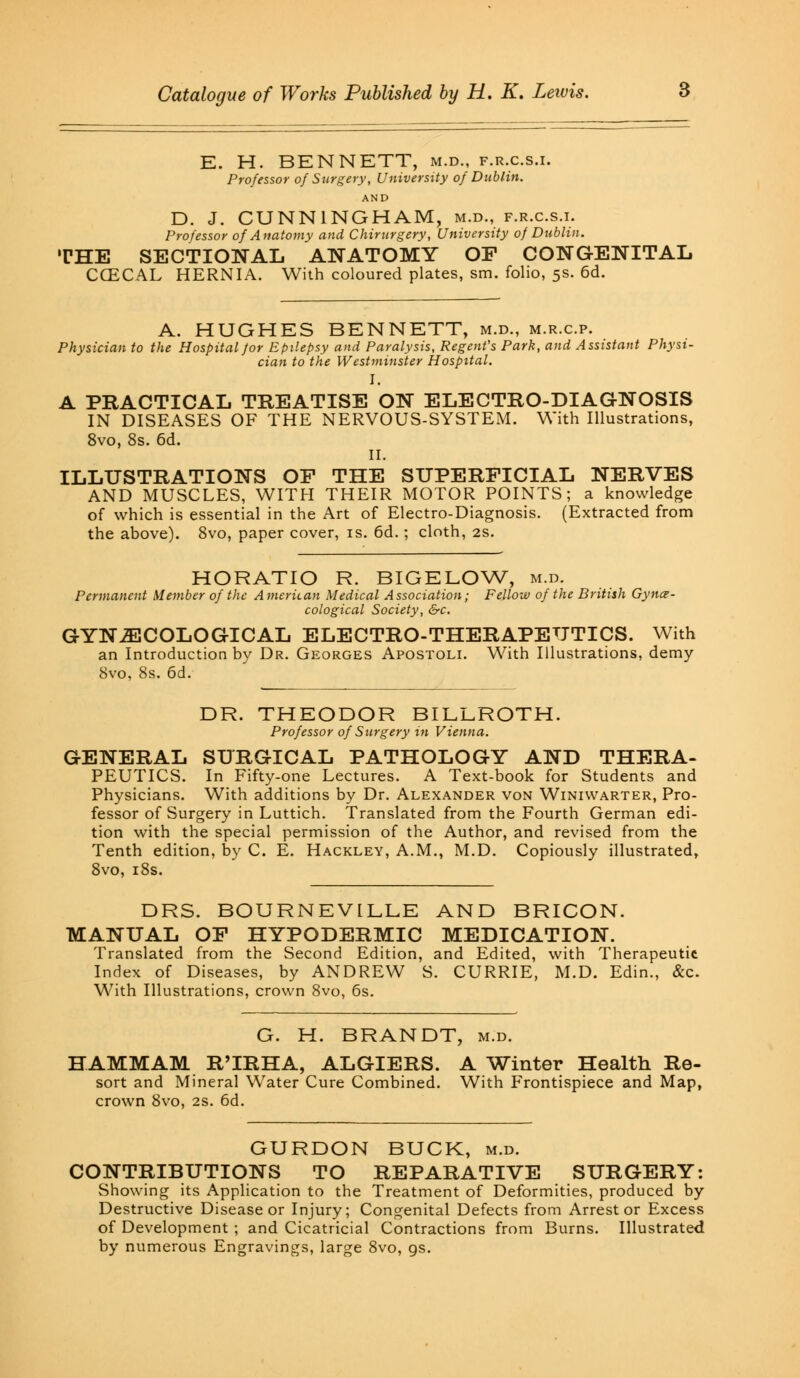 Catalogue of Works Published by H. K. Lewis. 3
E. H. BENNETT, M.D., F.R.C.S.I.
Professor of Surgery, University of Dublin.
AND
D. J. CUNNINGHAM, M.D., F.R.C.S.I.
Professor of Anatomy and Chirurgery, University of Dublin.
THE SECTIONAL ANATOMY OF CONGENITAL
CŒCAL HERNIA. With coloured plates, sm. folio, 5s. 6d.
A. HUGHES BENNETT, M.D., M.R.C.P.
Physician to the Hospital for Epilepsy and Paralysis, Regent's Park, and Assistant Physi-
cian to the Westminster Hospital.
I.
A PRACTICAL TREATISE ON ELECTRO-DIAGNOSIS
IN DISEASES OF THE NERVOUS-SYSTEM. With Illustrations,
8vo, 8s. 6d.
II.
ILLUSTRATIONS OF THE SUPERFICIAL NERVES
AND MUSCLES, WITH THEIR MOTOR POINTS; a knowledge
of which is essential in the Art of Electro-Diagnosis. (Extracted from
the above). 8vo, paper cover, 1s. 6d.; cloth, 2s.
HORATIO R. BIGELOW, M.D.
Permanent Member of the American Medical Association; Fellow of the British Gynæ-
cological Society, &c.
GYNÆCOLOGICAL ELECTRO-THERAPEUTICS. With
an Introduction by Dr. Georges Apostoli. With Illustrations, demy
8vo, 8s. 6d.
DR. THEODOR BILLROTH.
Professor of Surgery in Vienna.
GENERAL SURGICAL PATHOLOGY AND THERA-
PEUTICS. In Fifty-one Lectures. A Text-book for Students and
Physicians. With additions by Dr. Alexander von Winiwarter, Pro-
fessor of Surgery in Luttich. Translated from the Fourth German edi-
tion with the special permission of the Author, and revised from the
Tenth edition, by C. E. Hackley, A.M., M.D. Copiously illustrated,
8vo, 18s.
DRS. BOURNEVILLE AND BRICON.
MANUAL OF HYPODERMIC MEDICATION.
Translated from the Second Edition, and Edited, with Therapeutic
Index of Diseases, by ANDREW S. CURRIE, M.D. Edin., &c.
With Illustrations, crown 8vo, 6s.
G. H. BRANDT, M.D.
HAMMAM R'IRHA, ALGIERS. A Winter Health Re-
sort and Mineral Water Cure Combined. With Frontispiece and Map,
crown 8vo, 2s. 6d.
GURDON BUCK, M.D.
CONTRIBUTIONS TO REPARATIVE SURGERY:
Showing its Application to the Treatment of Deformities, produced by
Destructive Disease or Injury; Congenital Defects from Arrest or Excess
of Development; and Cicatricial Contractions from Burns. Illustrated
by numerous Engravings, large 8vo, 9s.